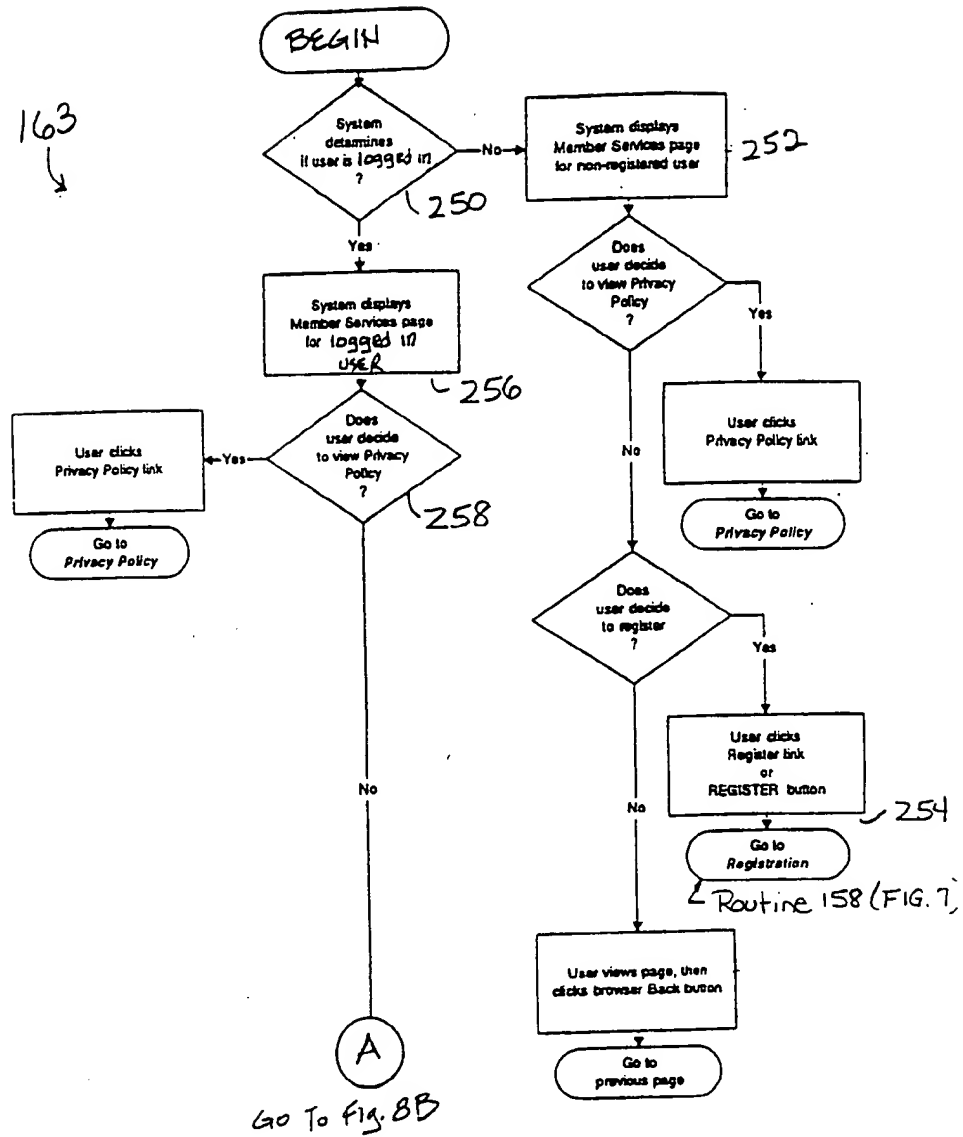 BEGIN
163
System
determines
if user is logged in
?
250
No
System displays
Member Services page
for non-registered user
252
Yes
Does
user decide
to view Privacy
Policy
?
Yes
System displays
Member Services page
for logged in
USER
256
User clicks
Privacy Policy link
Go to
Privacy Policy
No
User clicks
Privacy Policy link
Yes
Does
user decide
to view Privacy
Policy
?
258
Go to
Privacy Policy
Does
user decide
to register
?
Yes
User clicks
Register link
or
REGISTER button
254
Go to
Registration
Routine 158 (FIG. 7)
No
No
User views page, then
clicks browser Back button
Go to
previous page
A
Go To Fig. 8B